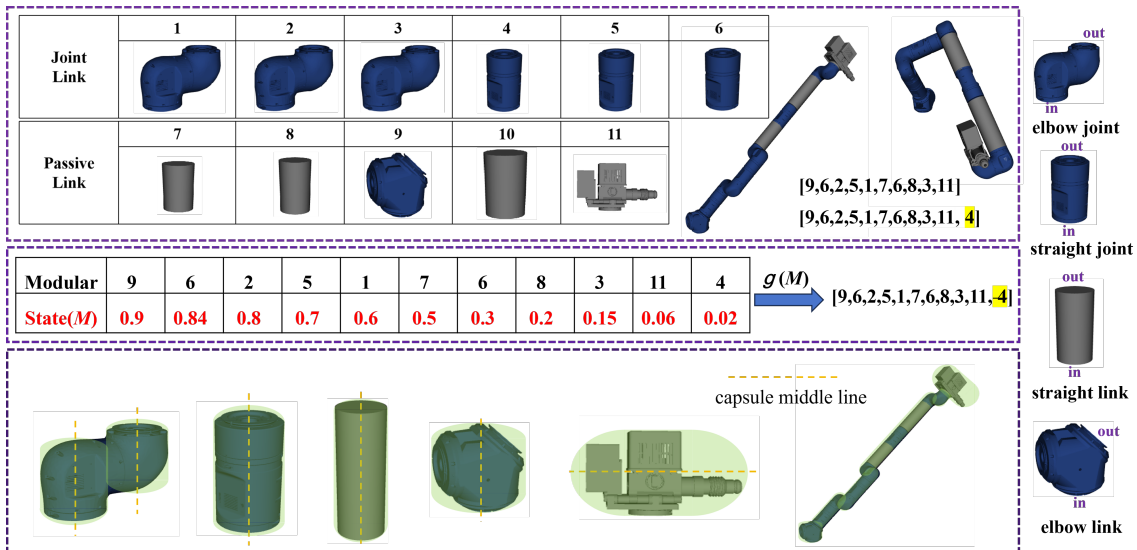 1 2 3 4 5 6
Joint
Link
7 8 9 10 11
Passive
Link
[9,6,2,5,1,7,6,8,3,11]
[9,6,2,5,1,7,6,8,3,11, 4]
Modular 9 6 2 5 1 7 6 8 3 11 4
State(M) 0.9 0.84 0.8 0.7 0.6 0.5 0.3 0.2 0.15 0.06 0.02
g(M)
[9,6,2,5,1,7,6,8,3,11,-4]
capsule middle line
out
in
elbow joint
out
in
straight joint
out
in
straight link
out
in
elbow link